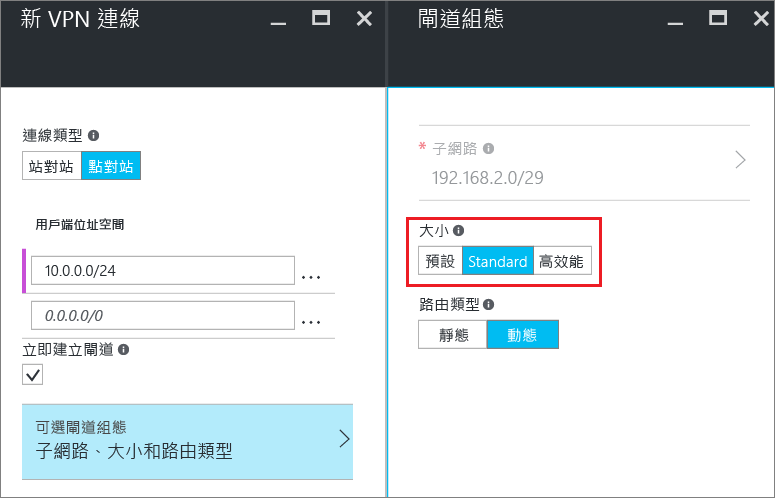 新 VPN 連線
連線類型
站對站 點對站
用戶端位址空間
10.0.0.0/24 ...
0.0.0.0/0 ...
立即建立閘道
可選閘道組態
子網路、大小和路由類型
閘道組態
* 子網路
192.168.2.0/29
大小
預設 Standard 高效能
路由類型
靜態 動態